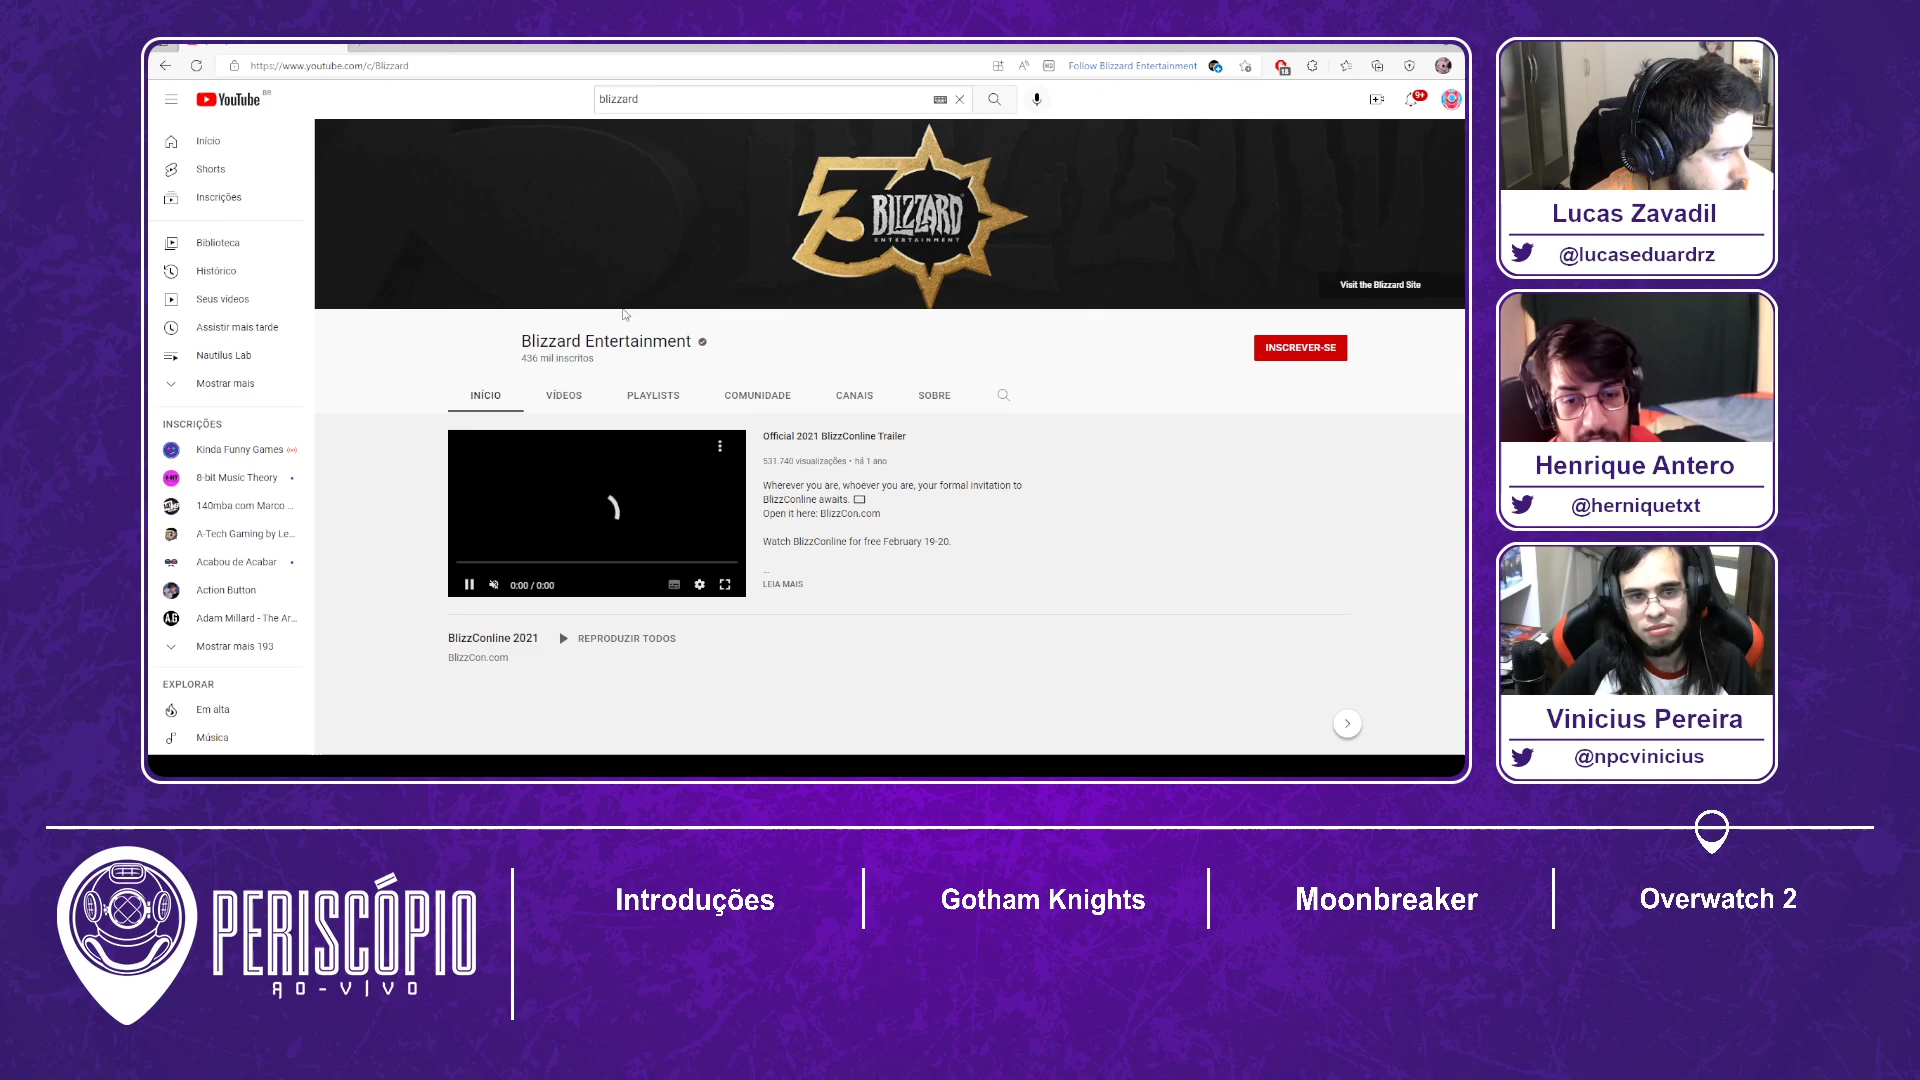 https://www.youtube.com/c/Blizzard
Follow Blizzard Entertainment
18
YouTube BR
blizzard
9+
Início
Shorts
Inscrições
Biblioteca
Histórico
Seus vídeos
Assistir mais tarde
Nautilus Lab
Mostrar mais
INSCRIÇÕES
Kinda Funny Games
8-bit Music Theory
140mba com Marco ...
A-Tech Gaming by Le...
Acabou de Acabar
Action Button
Adam Millard - The Ar...
Mostrar mais 193
EXPLORAR
Em alta
Música
30
BLIZZARD
ENTERTAINMENT
Visit the Blizzard Site
Blizzard Entertainment
436 mil inscritos
INSCREVER-SE
INÍCIO
VÍDEOS
PLAYLISTS
COMUNIDADE
CANAIS
SOBRE
0:00 / 0:00
Official 2021 BlizzConline Trailer
531.740 visualizações • há 1 ano
Wherever you are, whoever you are, your formal invitation to
BlizzConline awaits.
Open it here: BlizzCon.com
Watch BlizzConline for free February 19-20.
...
LEIA MAIS
BlizzConline 2021
REPRODUZIR TODOS
BlizzCon.com
Lucas Zavadil
@lucaseduardrz
Henrique Antero
@herniquetxt
Vinicius Pereira
@npcvinicius
PERISCÓPIO
AO-VIVO
Introduções
Gotham Knights
Moonbreaker
Overwatch 2